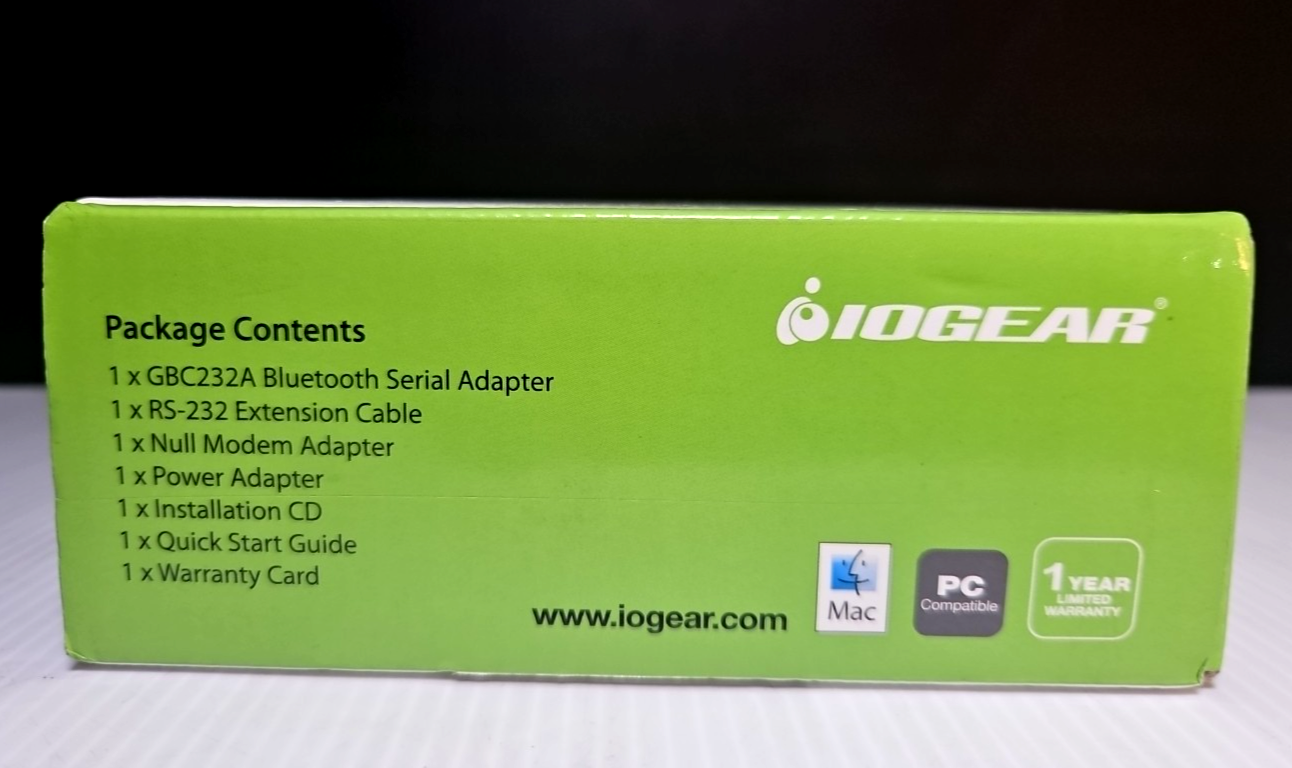 IOGEAR®
Package Contents
1 x GBC232A Bluetooth Serial Adapter
1 x RS-232 Extension Cable
1 x Null Modem Adapter
1 x Power Adapter
1 x Installation CD
1 x Quick Start Guide
1 x Warranty Card
www.iogear.com
Mac
PC
Compatible
1 YEAR
LIMITED
WARRANTY